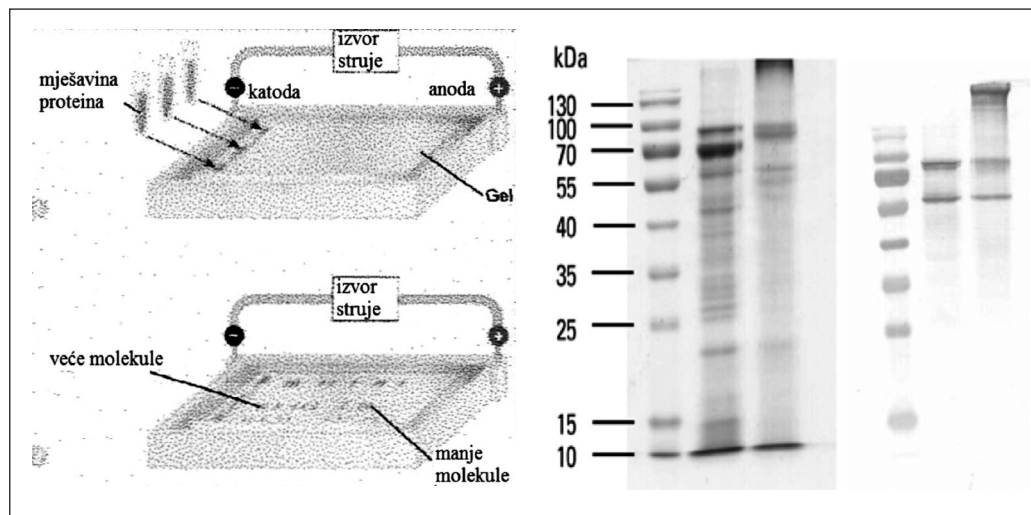 izvor
struje
mješavina
proteina
katoda
anoda
Gel
izvor
struje
veće molekule
manje
molekule
kDa
130
100
70
55
40
35
25
15
10